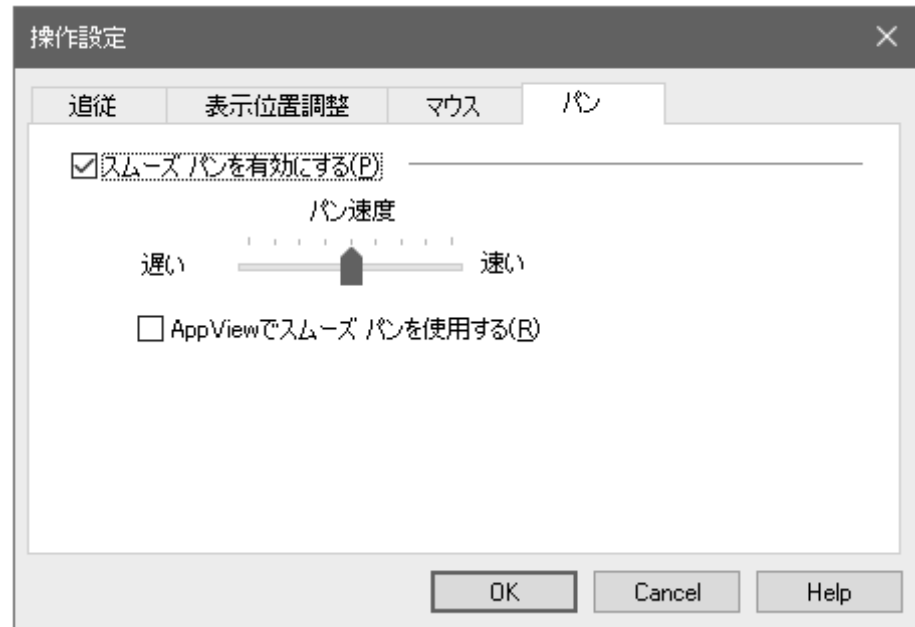 操作設定
追従 表示位置調整 マウス パン
スムーズ パンを有効にする(P)
パン速度
遅い 速い
AppViewでスムーズ パンを使用する(R)
OK Cancel Help